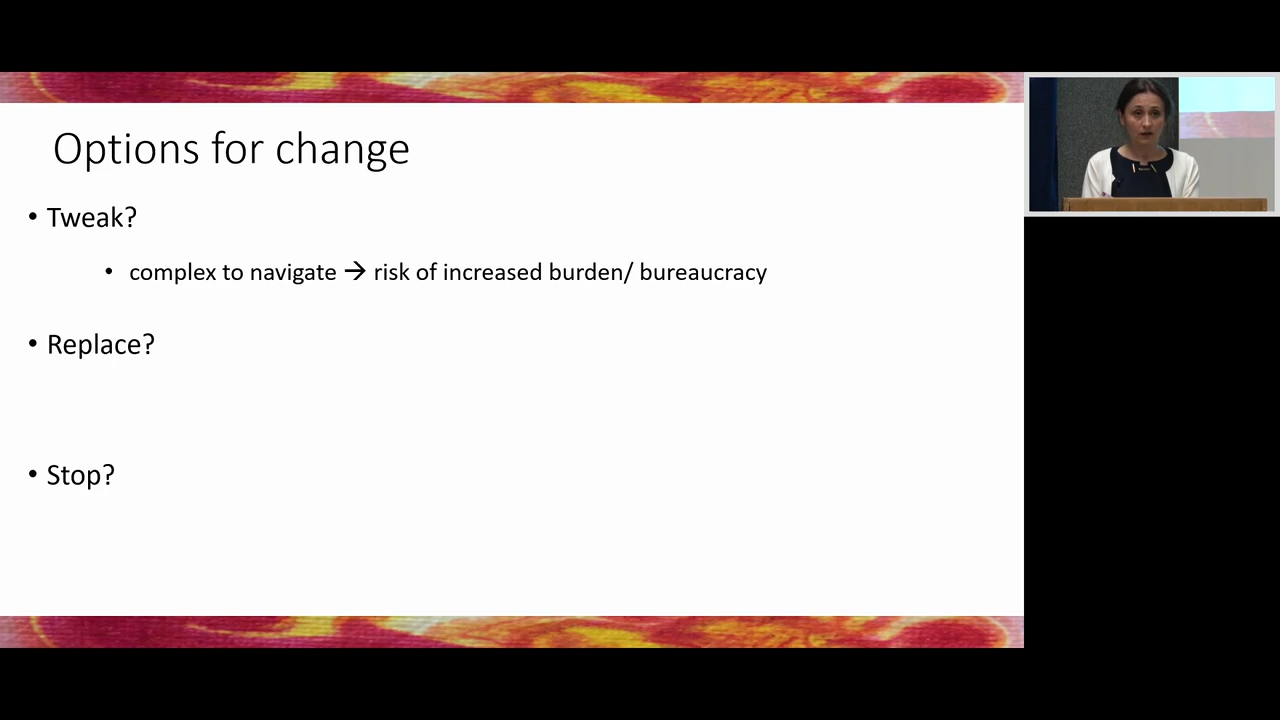 Options for change
• Tweak?
• complex to navigate → risk of increased burden/ bureaucracy
• Replace?
• Stop?